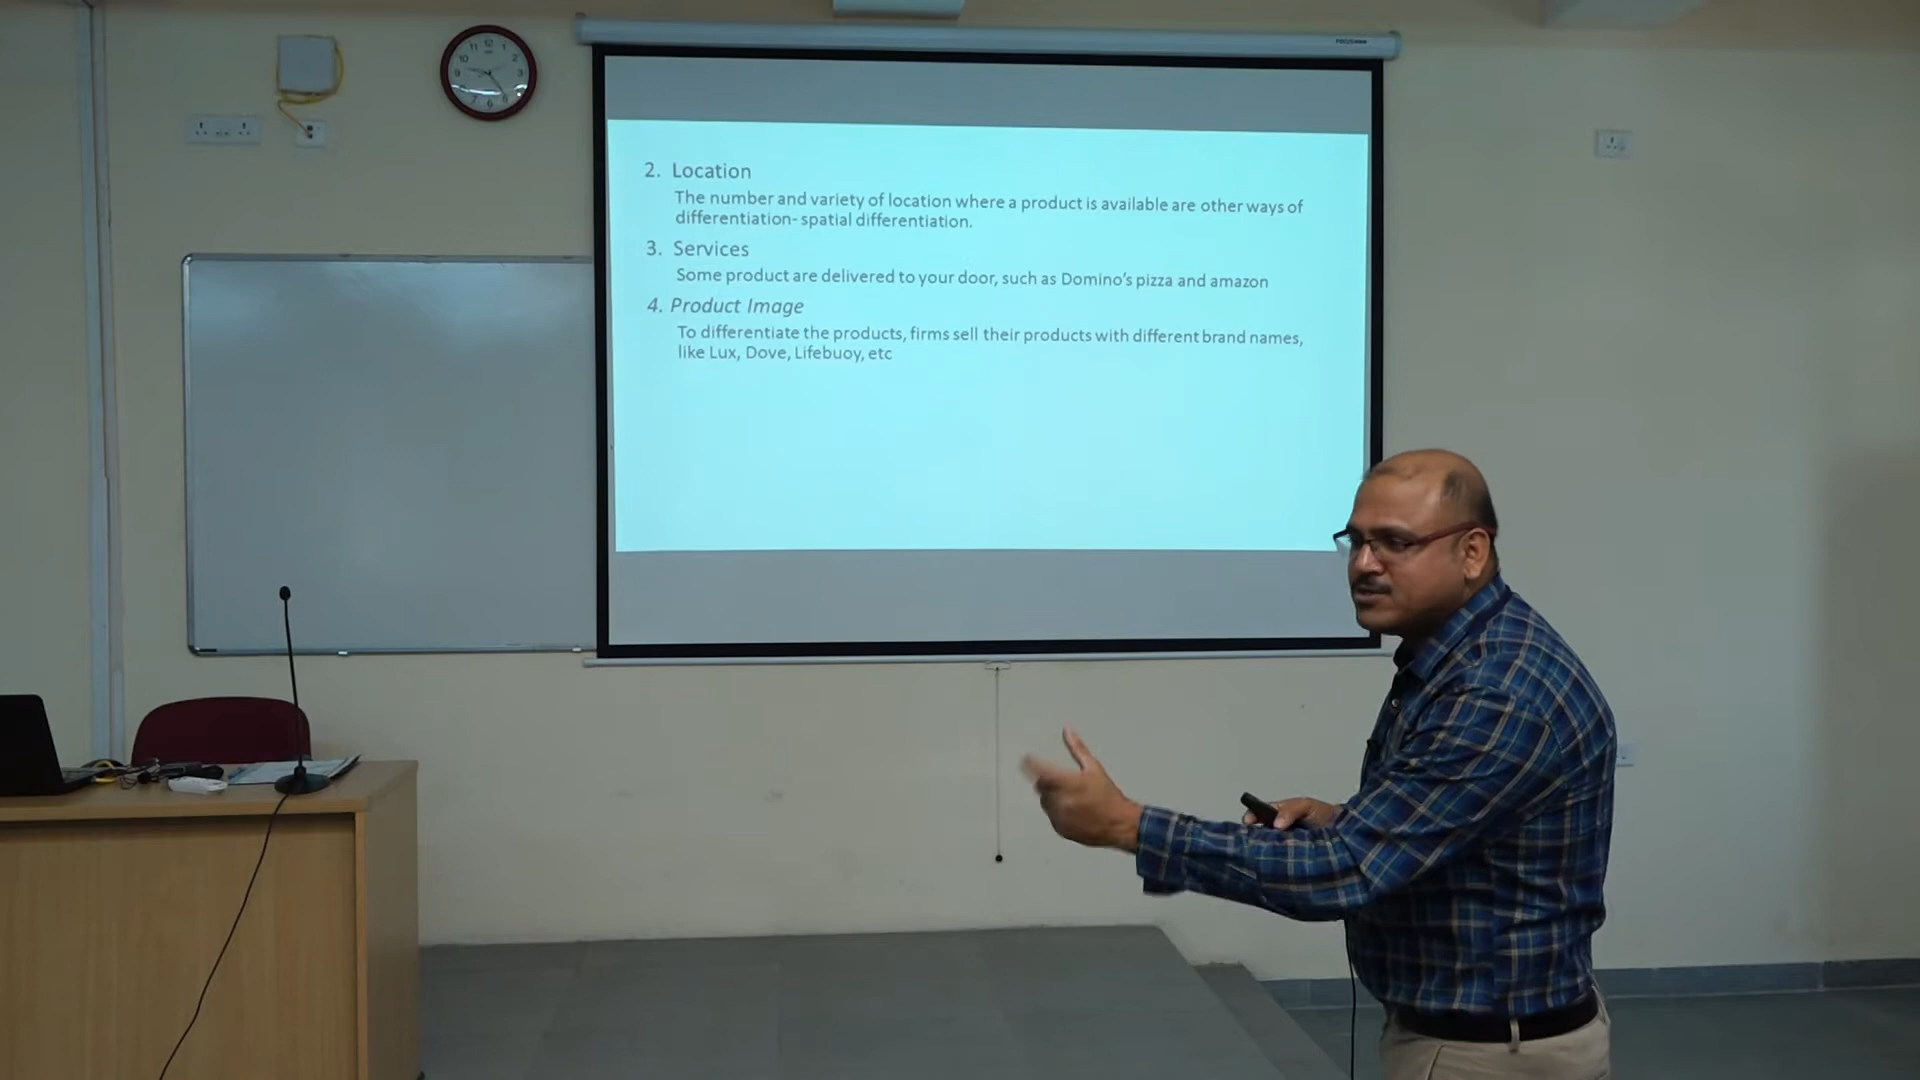 2. Location
The number and variety of location where a product is available are other ways of
differentiation- spatial differentiation.
3. Services
Some product are delivered to your door, such as Domino's pizza and amazon
4. Product Image
To differentiate the products, firms sell their products with different brand names,
like Lux, Dove, Lifebuoy, etc